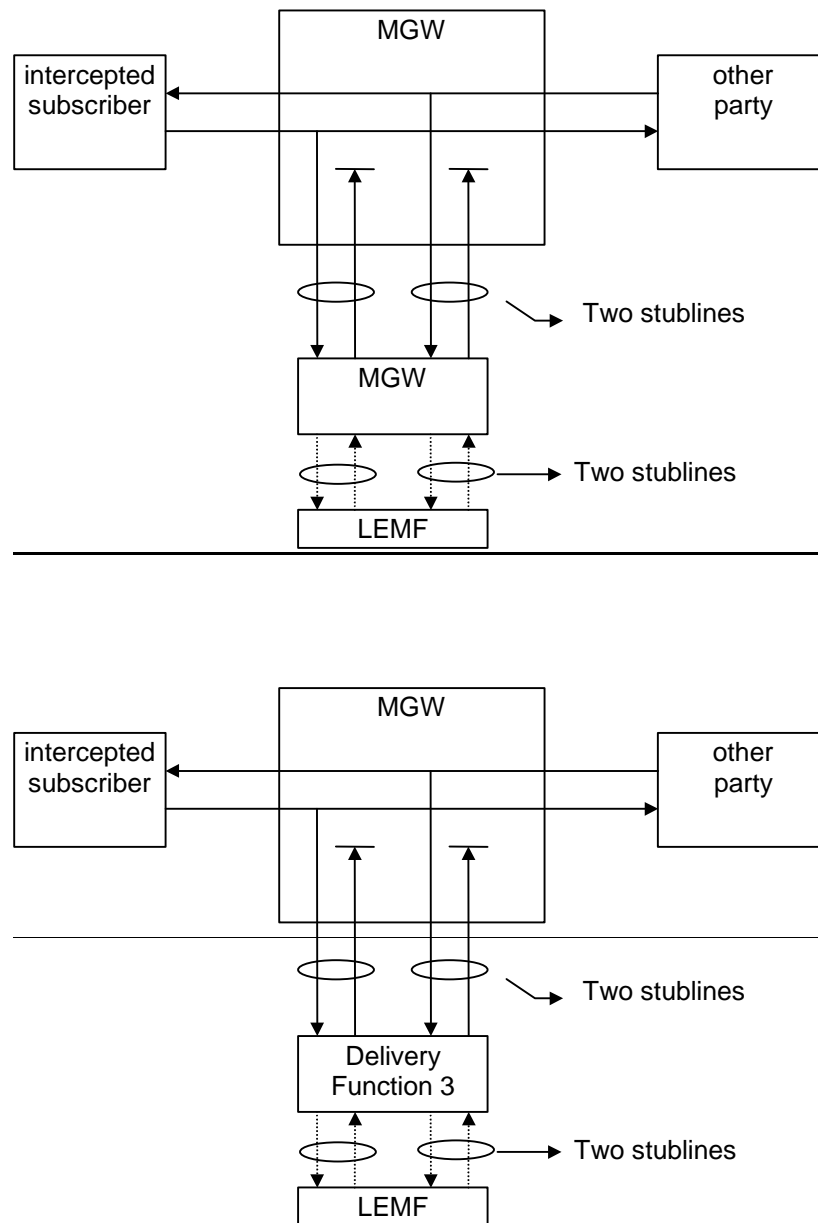 MGW
intercepted
subscriber
other
party
Two stublines
MGW
Two stublines
LEMF
MGW
intercepted
subscriber
other
party
Two stublines
Delivery
Function 3
Two stublines
LEMF